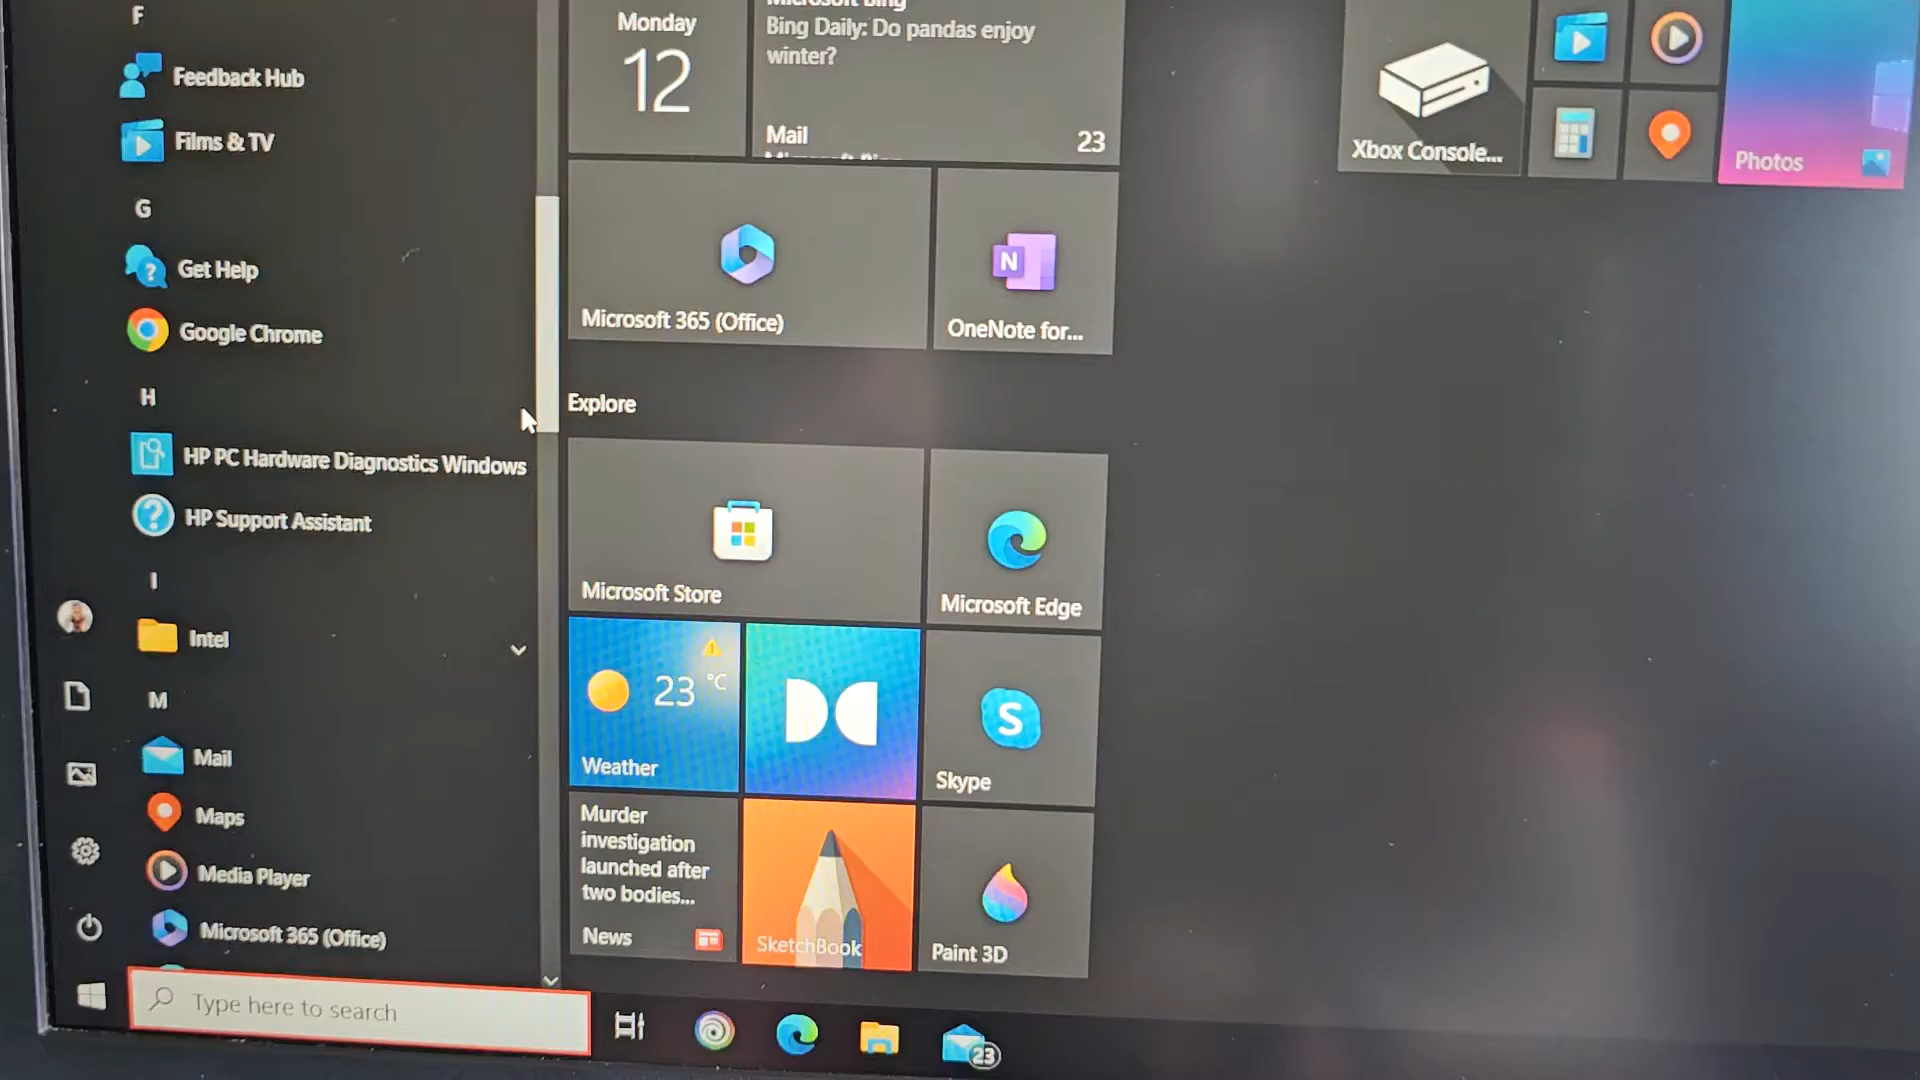 F
Feedback Hub
Films & TV
G
Get Help
Google Chrome
H
HP PC Hardware Diagnostics Windows
HP Support Assistant
I
Intel
M
Mail
Maps
Media Player
Microsoft 365 (Office)
Type here to search
Monday
12
Microsoft Bing
Bing Daily: Do pandas enjoy
winter?
Mail
23
Microsoft 365 (Office)
N
OneNote for...
Explore
Microsoft Store
Microsoft Edge
23 °C
Weather
S
Skype
Murder
investigation
launched after
two bodies...
News
SketchBook
Paint 3D
Xbox Console...
Photos
23